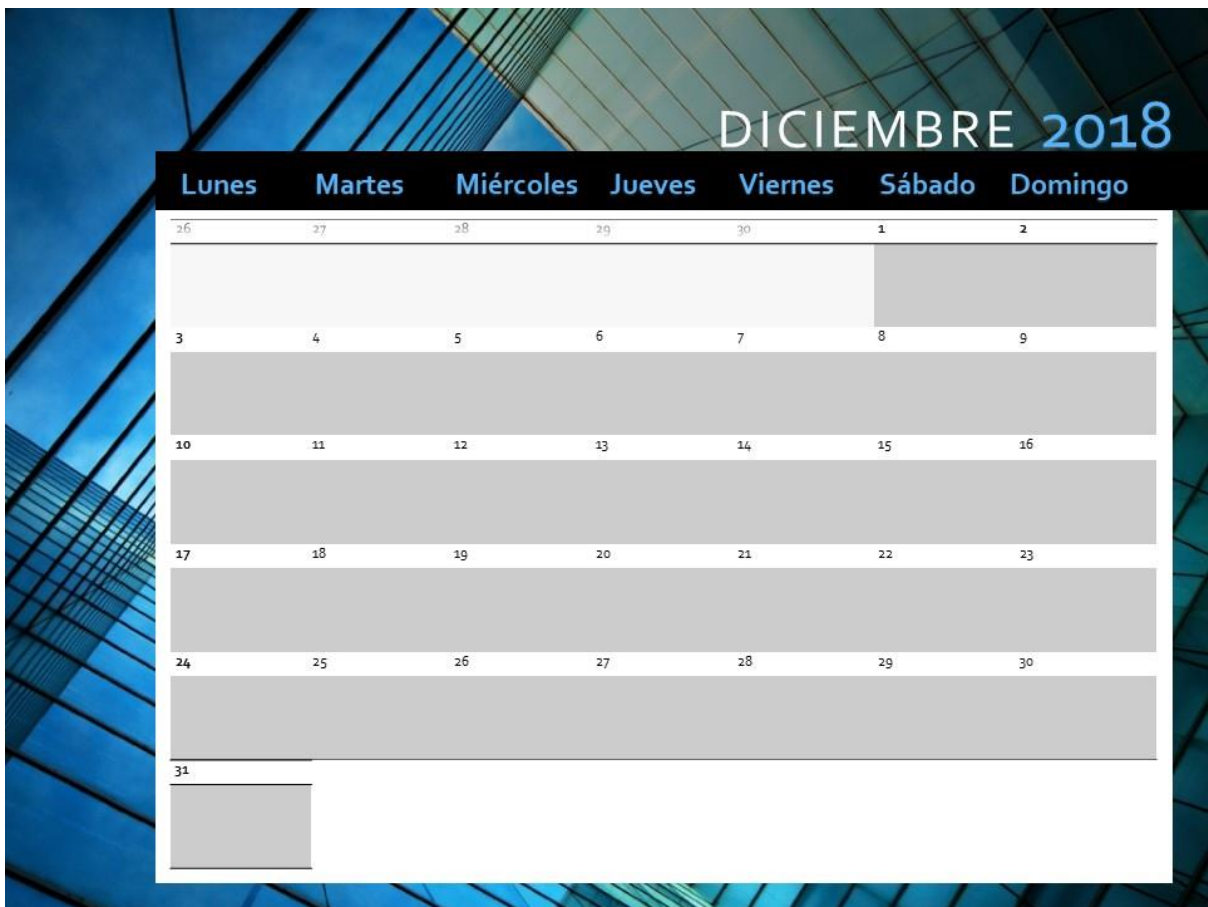 DICIEMBRE 2018
Lunes Martes Miércoles Jueves Viernes Sábado Domingo
26 27 28 29 30 1 2
3 4 5 6 7 8 9
10 11 12 13 14 15 16
17 18 19 20 21 22 23
24 25 26 27 28 29 30
31